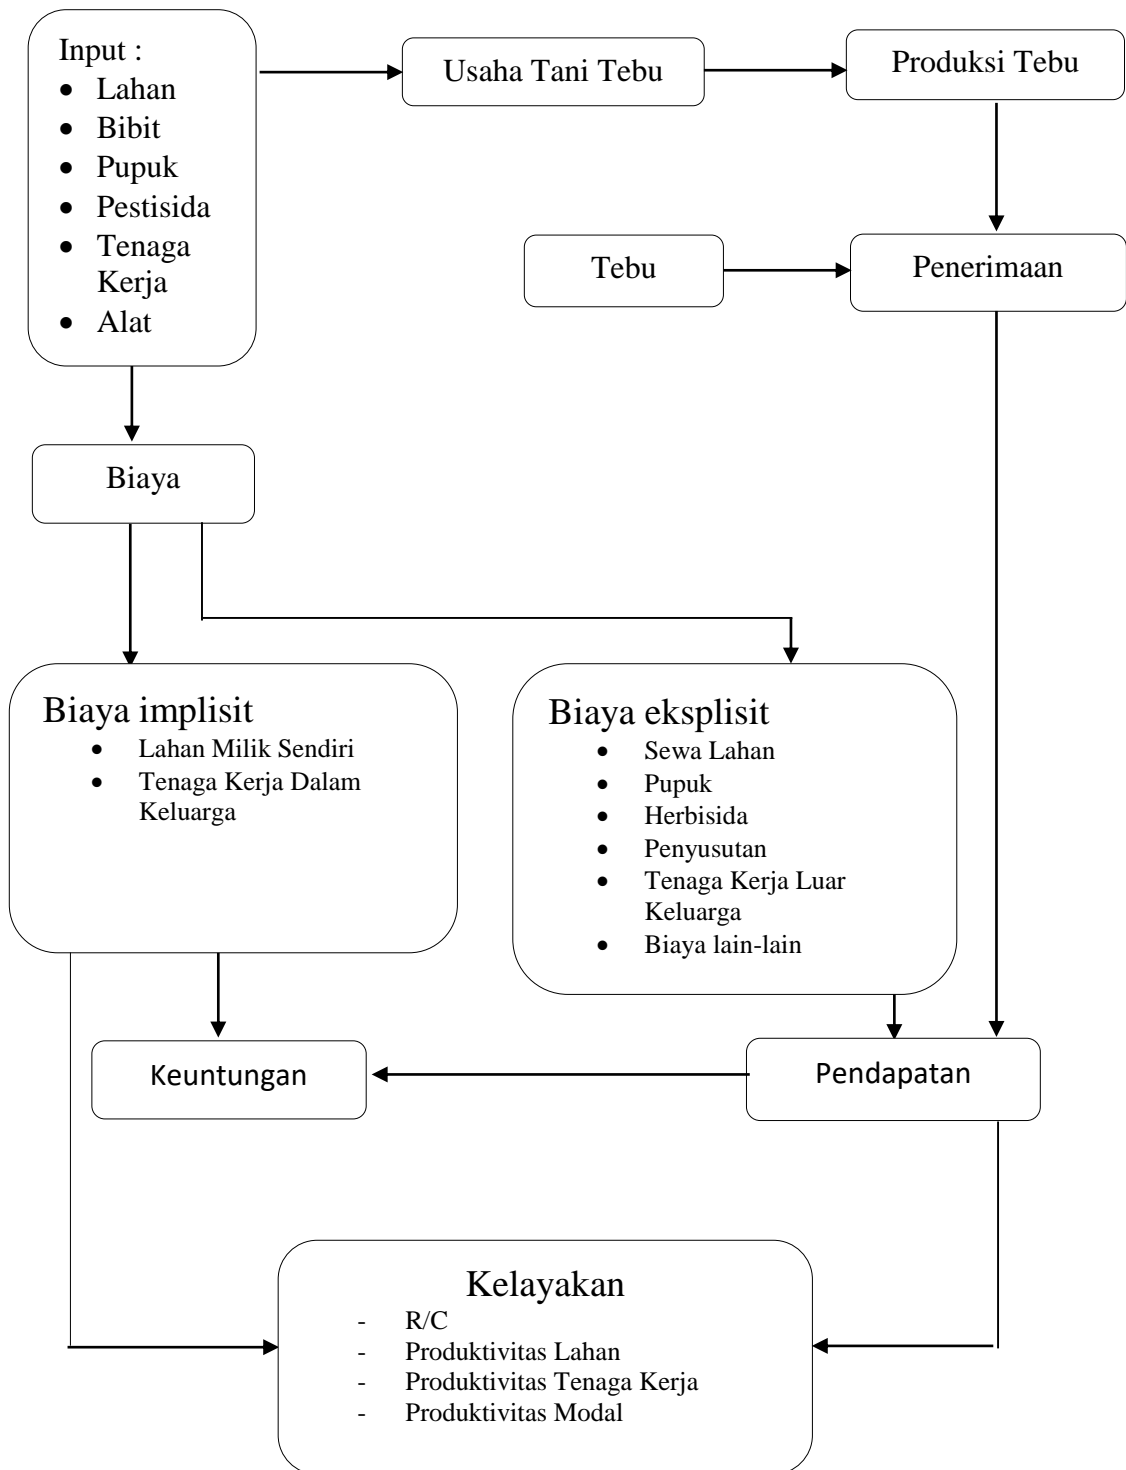 Input :
• Lahan
• Bibit
• Pupuk
• Pestisida
• Tenaga
Kerja
• Alat
Usaha Tani Tebu
Produksi Tebu
Tebu
Penerimaan
Biaya
Biaya implisit
• Lahan Milik Sendiri
• Tenaga Kerja Dalam
Keluarga
Biaya eksplisit
• Sewa Lahan
• Pupuk
• Herbisida
• Penyusutan
• Tenaga Kerja Luar
Keluarga
• Biaya lain-lain
Keuntungan
Pendapatan
Kelayakan
- R/C
- Produktivitas Lahan
- Produktivitas Tenaga Kerja
- Produktivitas Modal